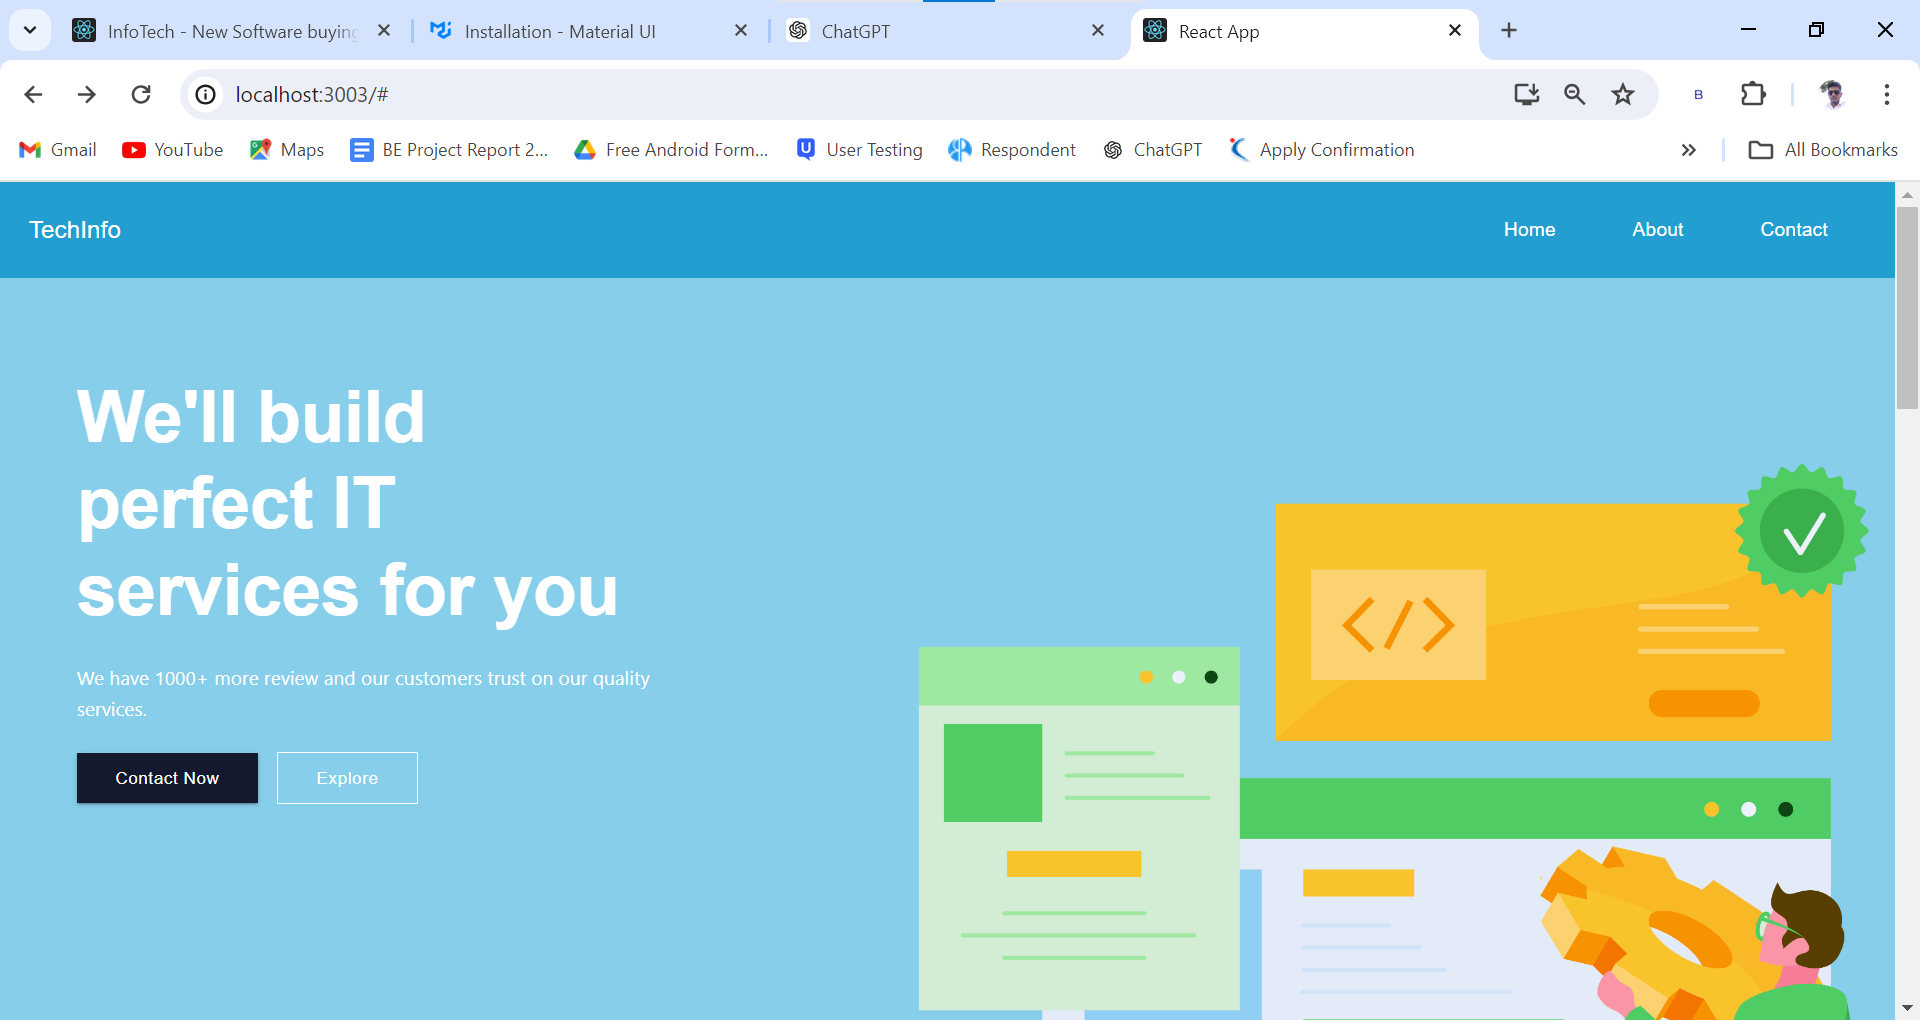 InfoTech - New Software buying
Installation - Material UI
ChatGPT
React App
localhost:3003/#
B
Gmail
YouTube
Maps
BE Project Report 2...
Free Android Form...
User Testing
Respondent
ChatGPT
Apply Confirmation
All Bookmarks
TechInfo
Home
About
Contact
We'll build
perfect IT
services for you
We have 1000+ more review and our customers trust on our quality
services.
Contact Now
Explore